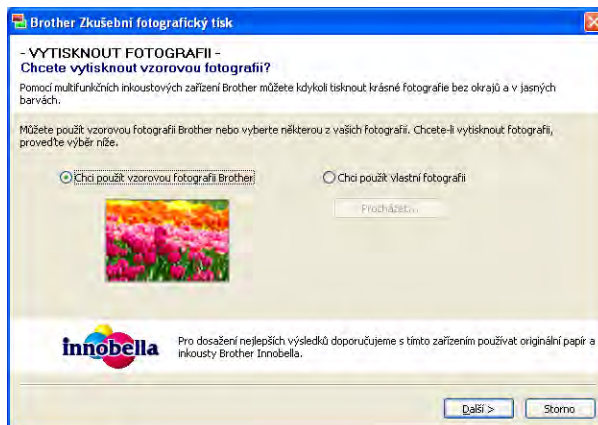 Brother Zkušební fotografický tisk
- VYTISKNOUT FOTOGRAFII -
Chcete vytisknout vzorovou fotografii?
Pomocí multifunkčních inkoustových zařízení Brother můžete kdykoli tisknout krásné fotografie bez okrajů a v jasných
barvách.
Můžete použít vzorovou fotografii Brother nebo vyberte některou z vašich fotografií. Chcete-li vytisknout fotografii,
proveďte výběr níže.
Chci použít vzorovou fotografii Brother
Chci použít vlastní fotografii
Procházet...
innobella
Pro dosažení nejlepších výsledků doporučujeme s tímto zařízením používat originální papír a
inkousty Brother Innobella.
Další >
Storno